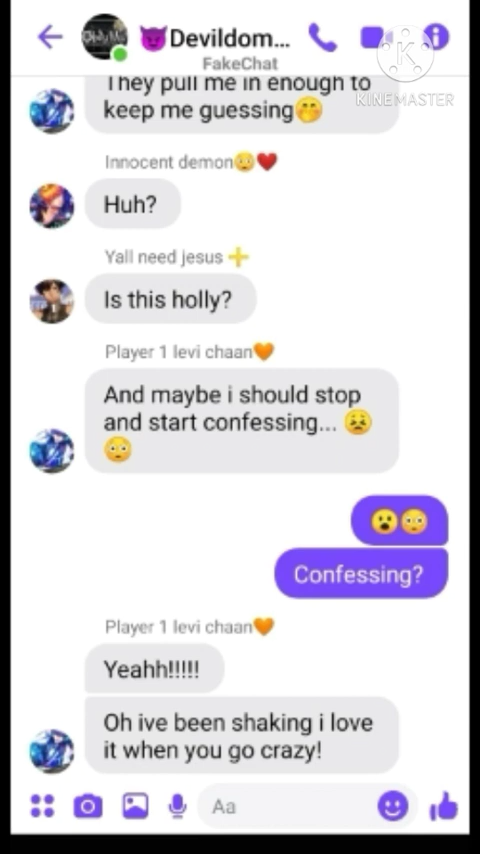 😈Devildom...
FakeChat
KINEMASTER
They pull me in enough to
keep me guessing🤭
Innocent demon😳❤️
Huh?
Yall need jesus ✝️
Is this holly?
Player 1 levi chaan🧡
And maybe i should stop
and start confessing... 😣
😳
😮😳
Confessing?
Player 1 levi chaan🧡
Yeahh!!!!!
Oh ive been shaking i love
it when you go crazy!
Aa